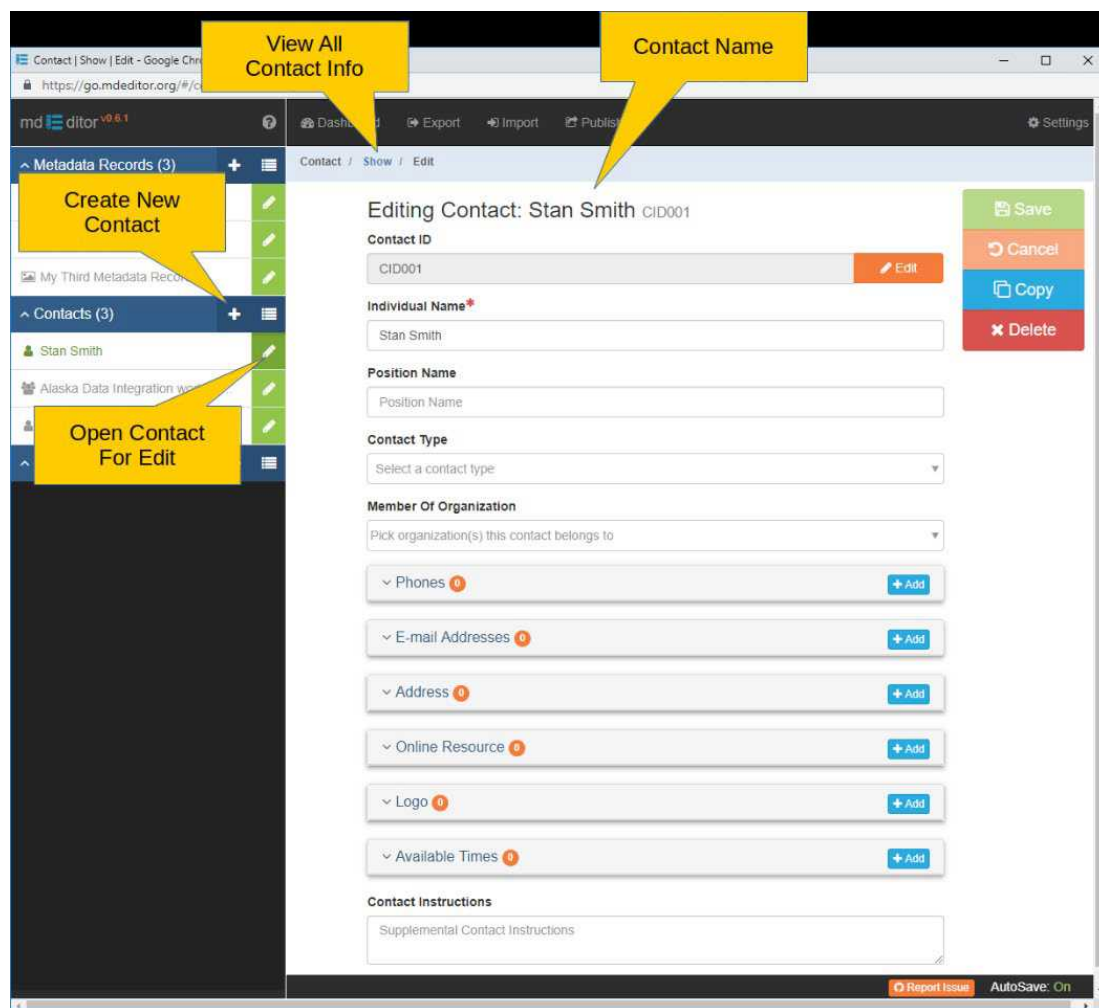 View All
Contact Info
Contact Name
Contact | Show | Edit - Google Chr
https://go.mdeditor.org/#/c
md ditor v0.6.1
Dashb d Export Import Publis Settings
Metadata Records (3)
Contact / Show / Edit
Create New
Contact
My Third Metadata Recor
Contacts (3)
Stan Smith
Alaska Data Integration wo
Open Contact
For Edit
Editing Contact: Stan Smith CID001
Contact ID
CID001 Edit
Individual Name*
Stan Smith
Position Name
Position Name
Contact Type
Select a contact type
Member Of Organization
Pick organization(s) this contact belongs to
Phones 0 + Add
E-mail Addresses 0 + Add
Address 0 + Add
Online Resource 0 + Add
Logo 0 + Add
Available Times 0 + Add
Contact Instructions
Supplemental Contact Instructions
Save
Cancel
Copy
Delete
Report Issue AutoSave: On